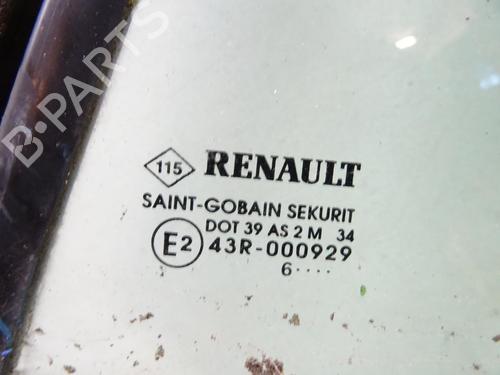 B-PARTS
115 RENAULT
SAINT-GOBAIN SEKURIT
DOT 39 AS 2 M 34
E2 43R-000929
6····